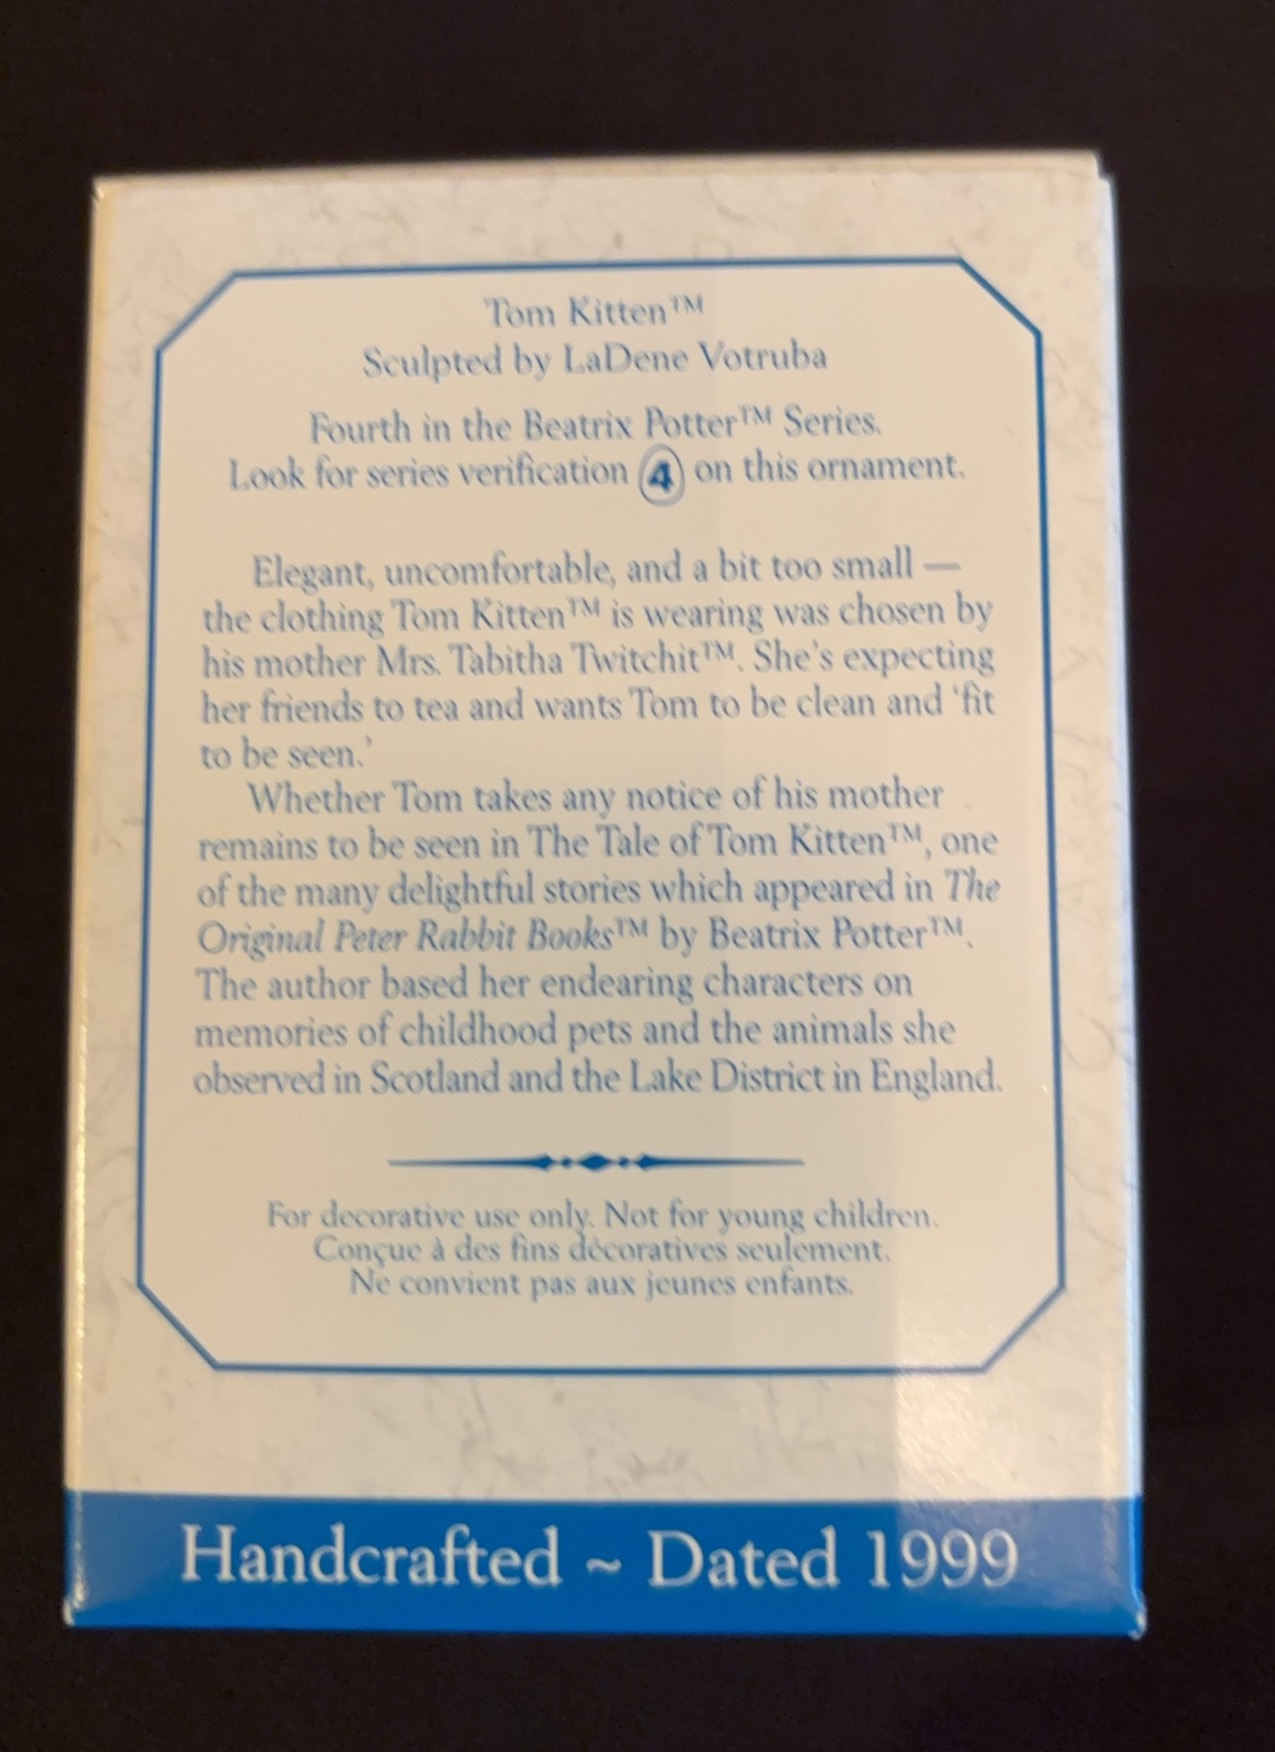 Tom Kitten™
Sculpted by LaDene Votruba
Fourth in the Beatrix Potter™ Series.
Look for series verification 4 on this ornament.
Elegant, uncomfortable, and a bit too small —
the clothing Tom Kitten™ is wearing was chosen by
his mother Mrs. Tabitha Twitchit™. She's expecting
her friends to tea and wants Tom to be clean and 'fit
to be seen.'
Whether Tom takes any notice of his mother
remains to be seen in The Tale of Tom Kitten™, one
of the many delightful stories which appeared in The
Original Peter Rabbit Books™ by Beatrix Potter™.
The author based her endearing characters on
memories of childhood pets and the animals she
observed in Scotland and the Lake District in England.
For decorative use only. Not for young children.
Conçue à des fins décoratives seulement.
Ne convient pas aux jeunes enfants.
Handcrafted ~ Dated 1999